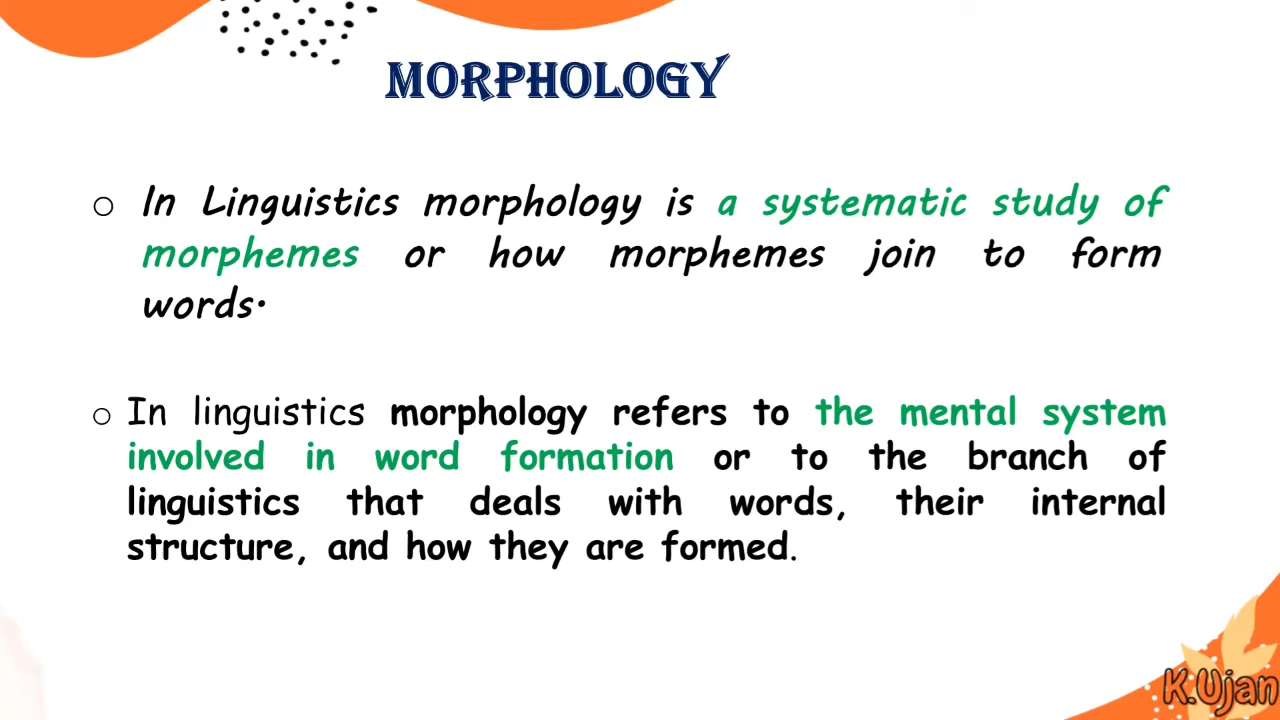 MORPHOLOGY
o In Linguistics morphology is a systematic study of
morphemes or how morphemes join to form
words.
o In linguistics morphology refers to the mental system
involved in word formation or to the branch of
linguistics that deals with words, their internal
structure, and how they are formed.
K.Ujan